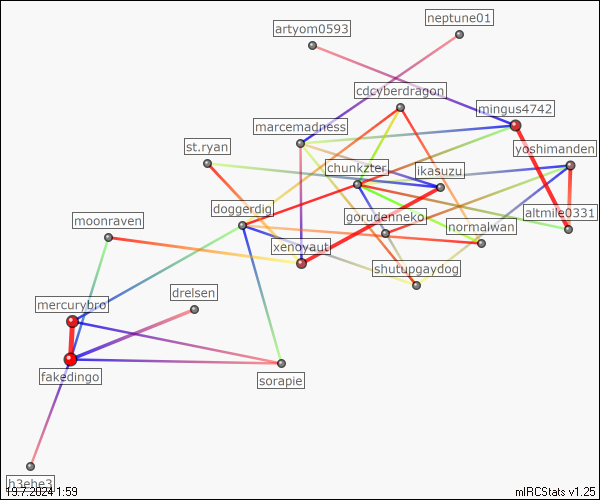 neptune01
artyom0593
cdcyberdragon
mingus4742
marcemadness
st.ryan
yoshimanden
chunkzter
ikasuzu
doggerdig
altmile0331
moonraven
gorudenneko
normalwan
xenoyaut
shutupgaydog
drelsen
mercurybro
fakedingo
sorapie
h3ehe3
19.7.2024 1:59
mIRCStats v1.25